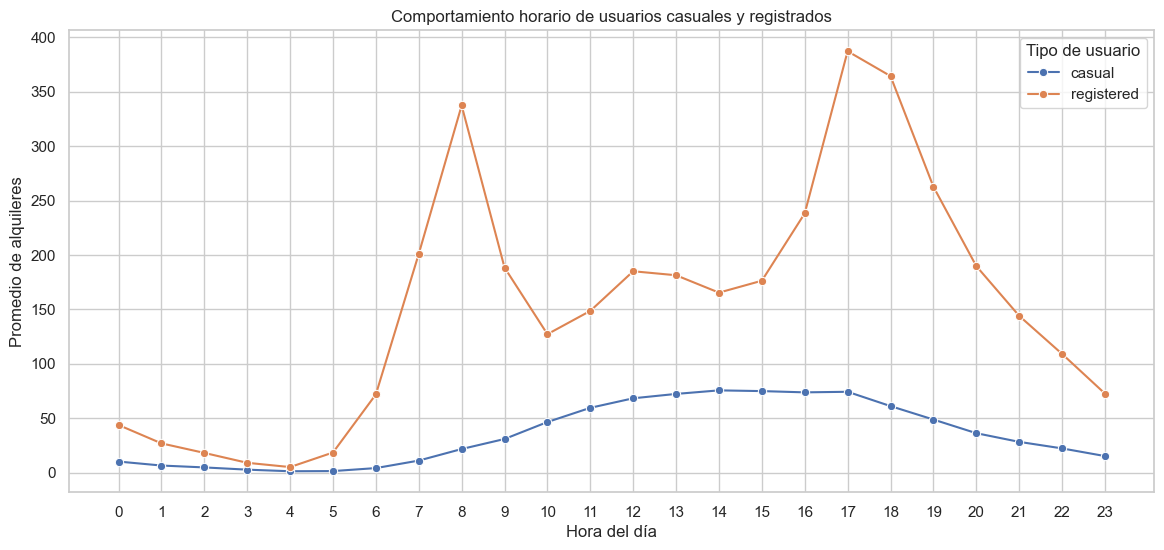 Comportamiento horario de usuarios casuales y registrados
Tipo de usuario
casual
registered
Promedio de alquileres
400
350
300
250
200
150
100
50
0
0 1 2 3 4 5 6 7 8 9 10 11 12 13 14 15 16 17 18 19 20 21 22 23
Hora del día